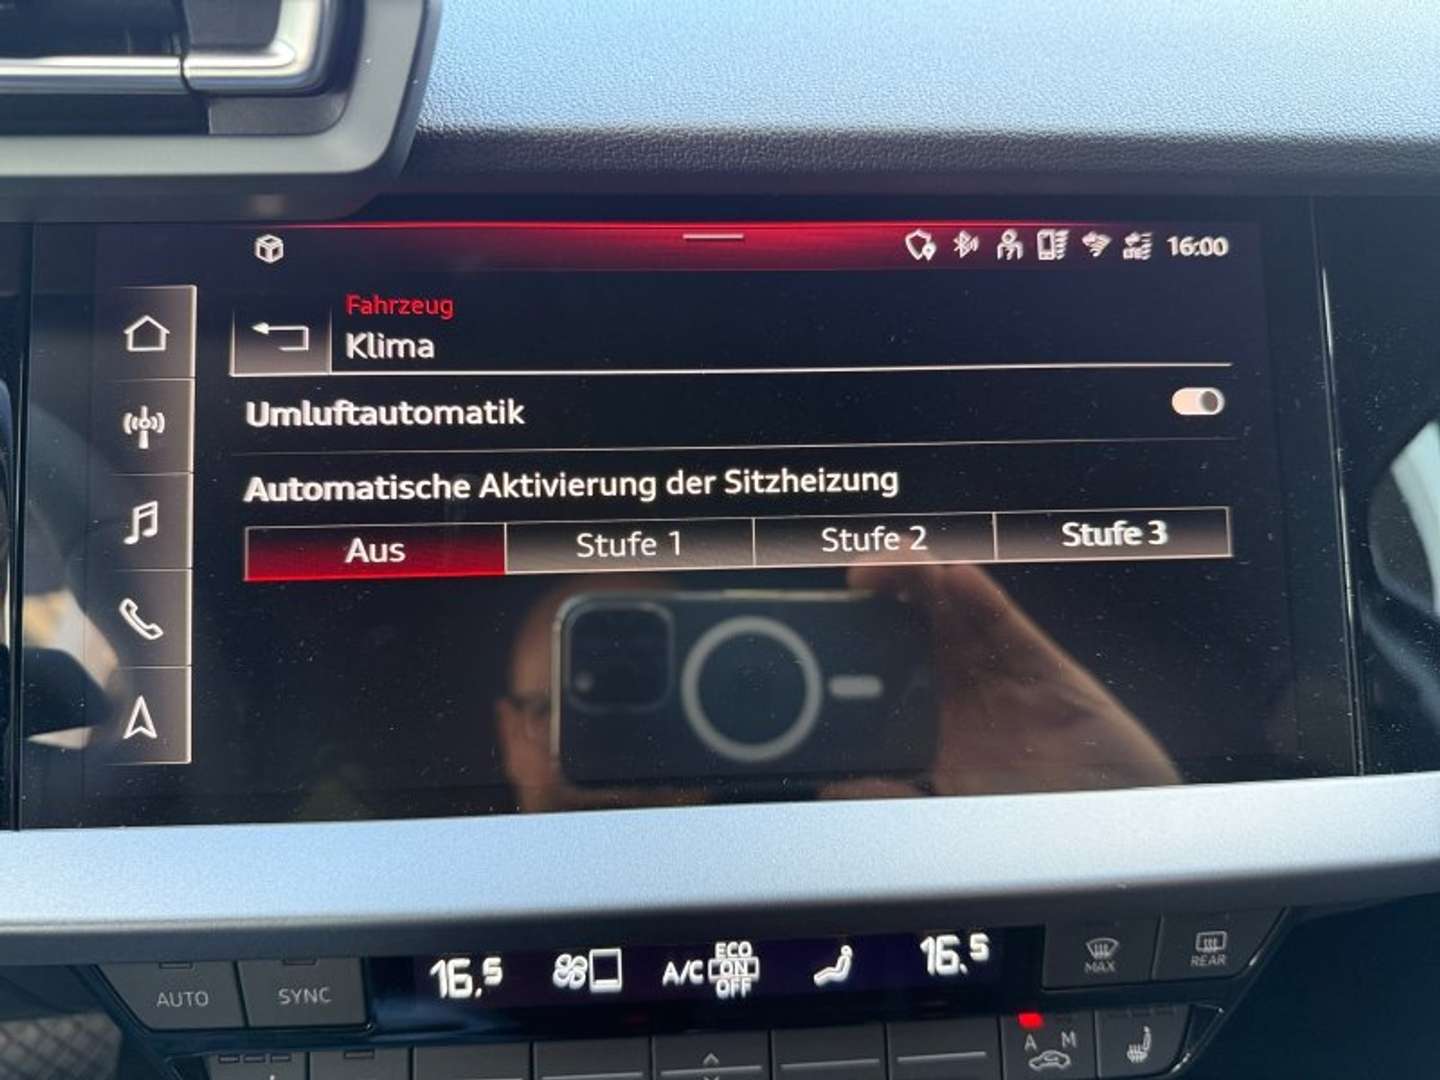 16:00
Fahrzeug
Klima
Umluftautomatik
Automatische Aktivierung der Sitzheizung
Aus Stufe 1 Stufe 2 Stufe 3
16.5 A/C ECO ON OFF 16.5
MAX REAR
AUTO SYNC
A M